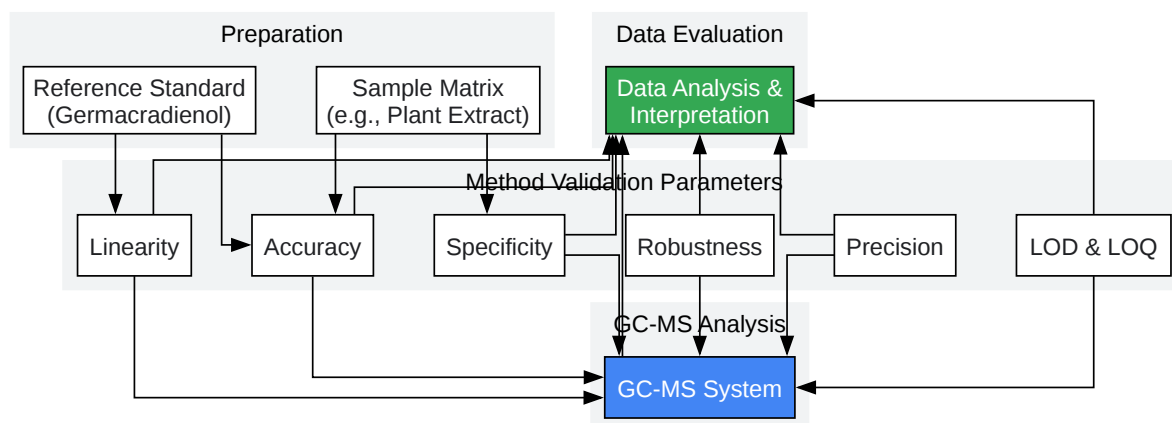 Preparation
Data Evaluation
Reference Standard
(Germacradienol)
Sample Matrix
(e.g., Plant Extract)
Data Analysis &
Interpretation
Method Validation Parameters
Linearity
Accuracy
Specificity
Robustness
Precision
LOD & LOQ
GC-MS Analysis
GC-MS System